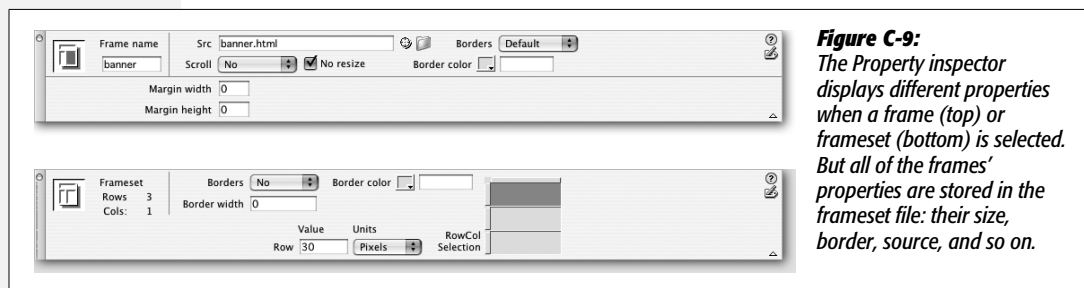 Frame name Src banner.html Borders Default
banner Scroll No No resize Border color
Margin width 0
Margin height 0
Frameset Borders No Border color
Rows 3
Cols: 1 Border width 0
Value Units
Row 30 Pixels RowCol Selection
Figure C-9:
The Property inspector
displays different properties
when a frame (top) or
frameset (bottom) is selected.
But all of the frames’
properties are stored in the
frameset file: their size,
border, source, and so on.